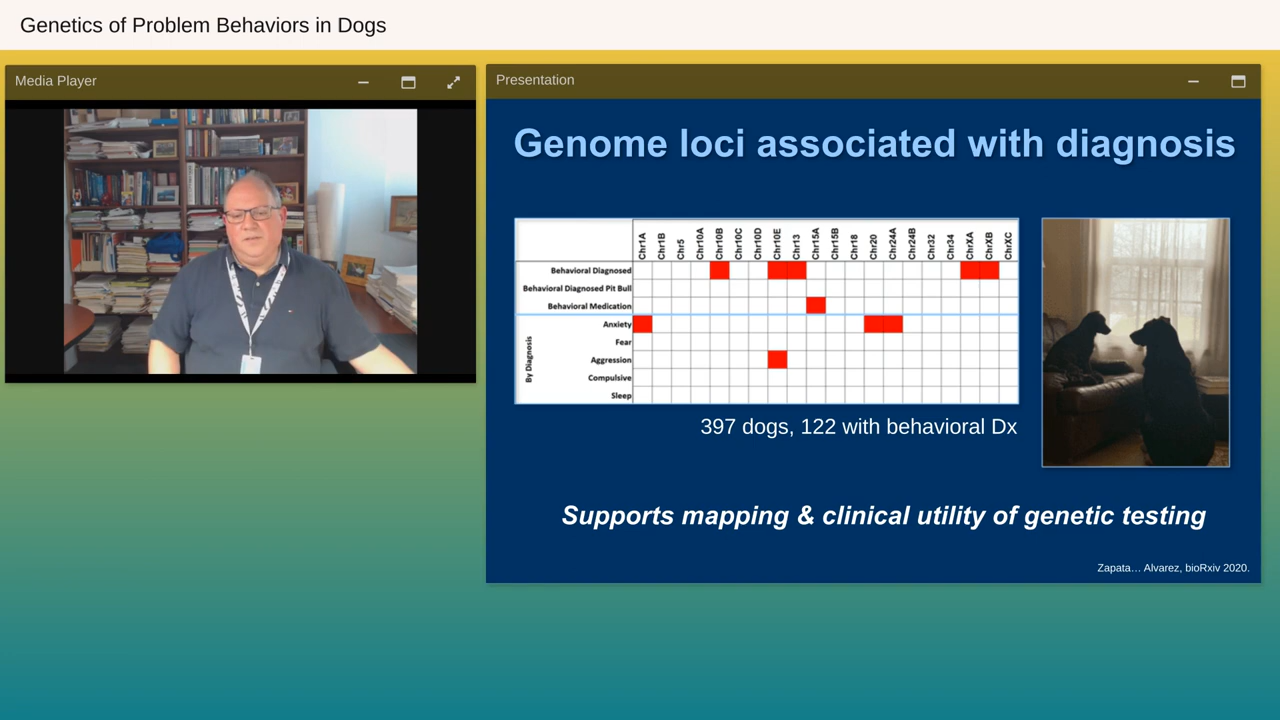 Genetics of Problem Behaviors in Dogs
Media Player
Presentation
Genome loci associated with diagnosis
Chr1A Chr1B Chr5 Chr10A Chr10B Chr10C Chr10D Chr10E Chr13 Chr15A Chr15B Chr18 Chr20 Chr24A Chr24B Chr32 Chr34 ChrXA ChrXB ChrXC
Behavioral Diagnosed
Behavioral Diagnosed Pit Bull
Behavioral Medication
By Diagnosis
Anxiety
Fear
Aggression
Compulsive
Sleep
397 dogs, 122 with behavioral Dx
Supports mapping & clinical utility of genetic testing
Zapata… Alvarez, bioRxiv 2020.